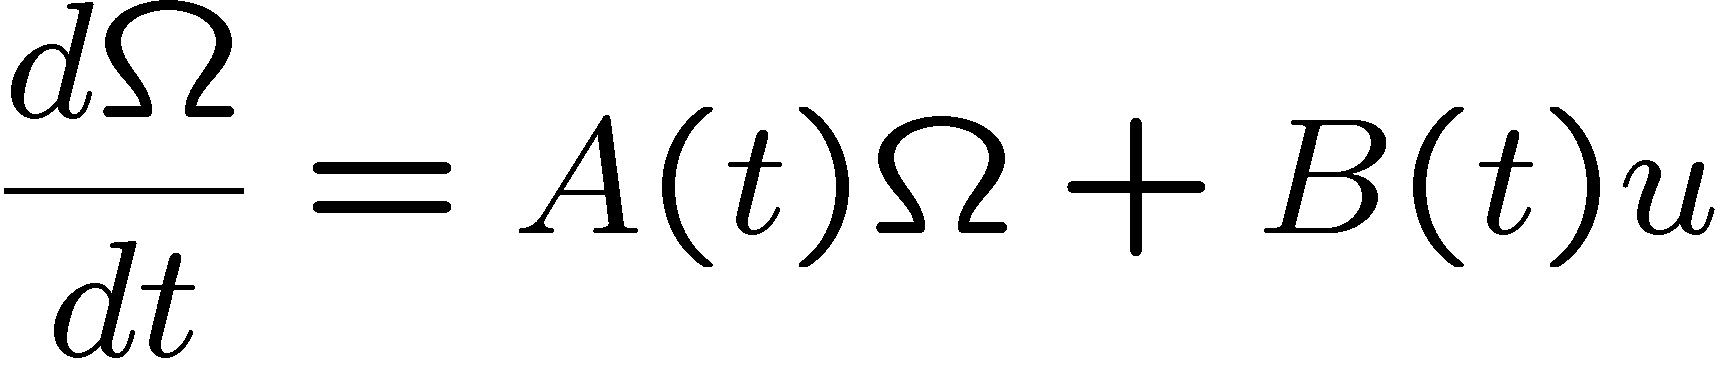 dΩ/dt = A(t)Ω + B(t)u